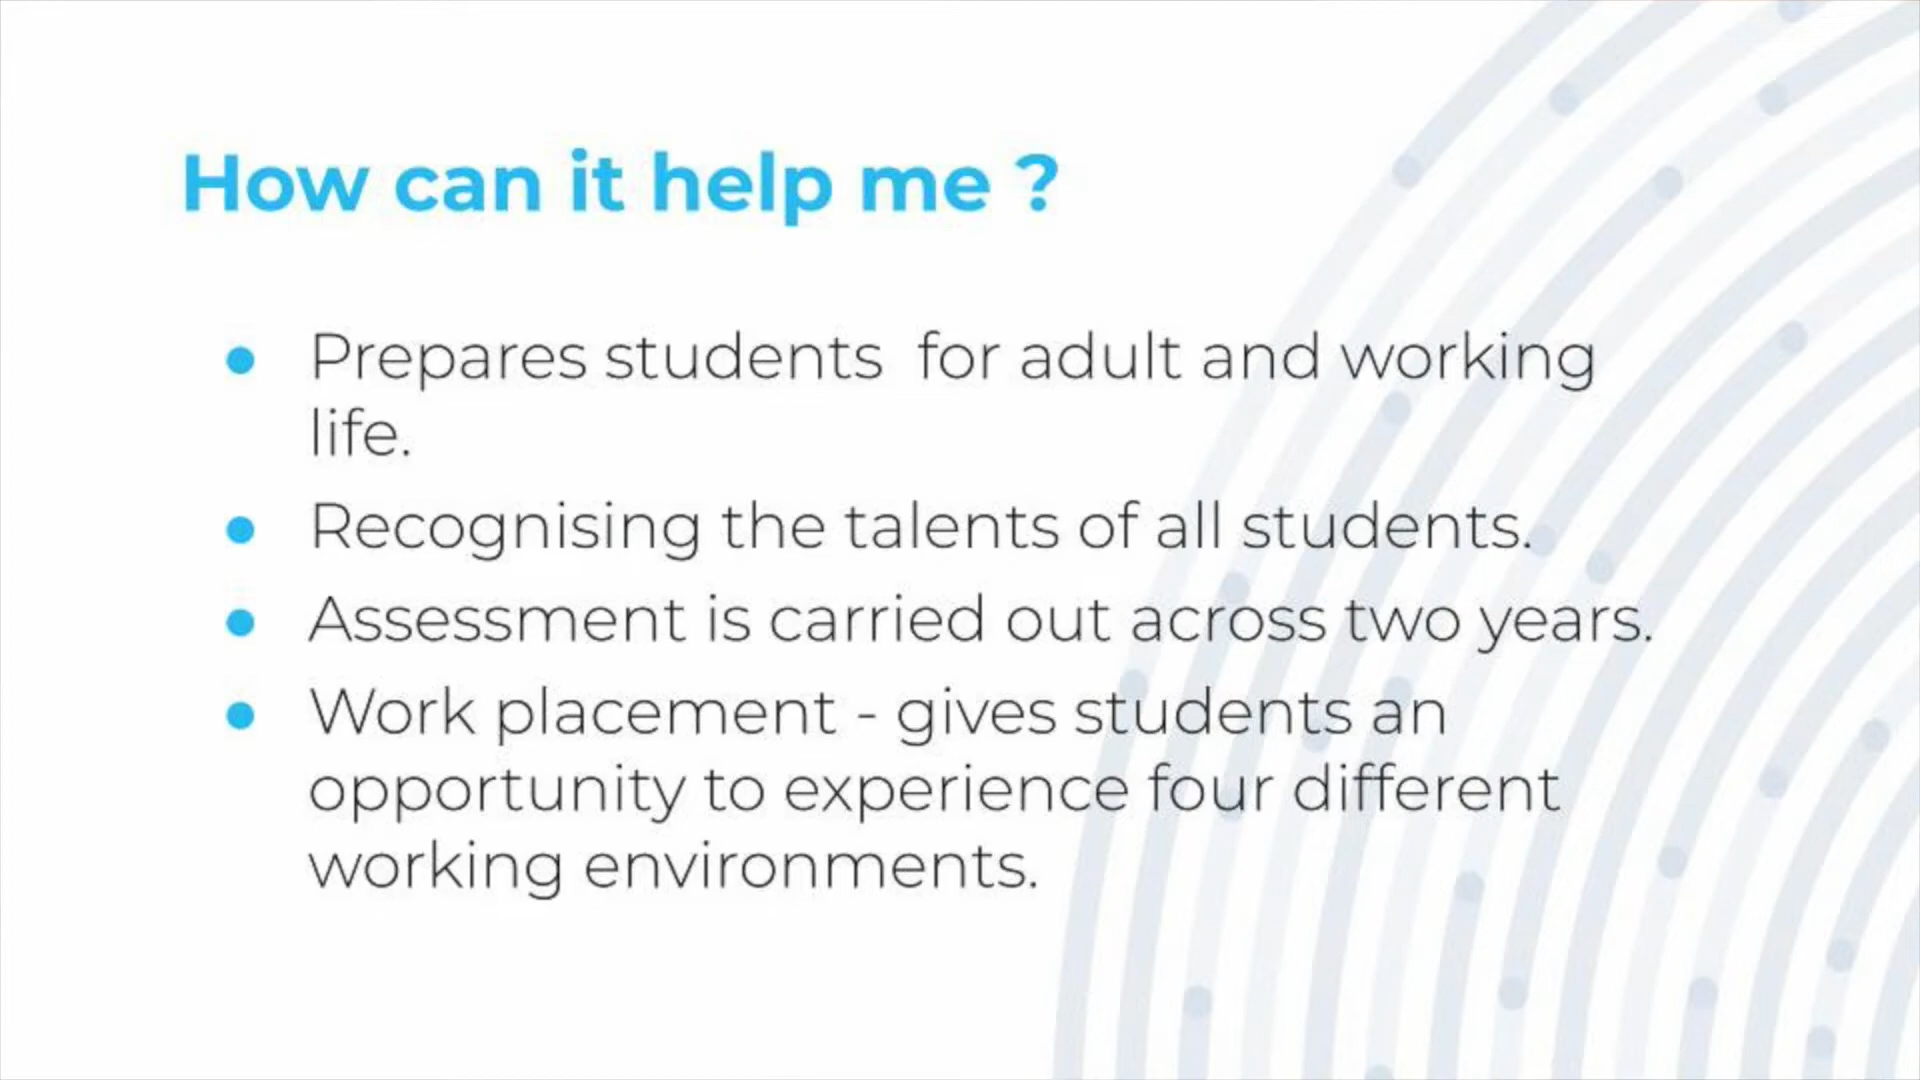 How can it help me ?
Prepares students  for adult and working
life.
Recognising the talents of all students.
Assessment is carried out across two years.
Work placement - gives students an
opportunity to experience four different
working environments.